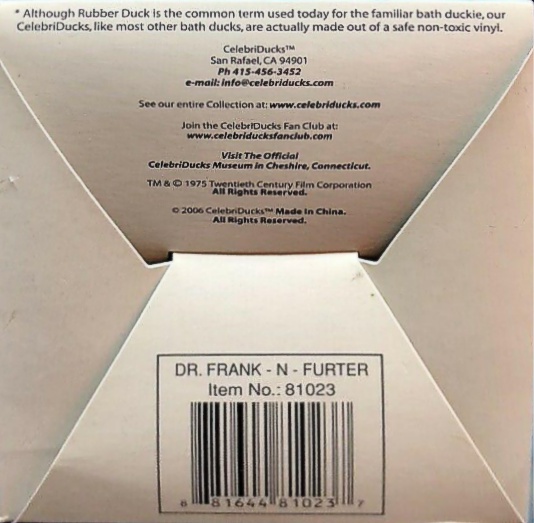 * Although Rubber Duck is the common term used today for the familiar bath duckie, our
CelebriDucks, like most other bath ducks, are actually made out of a safe non-toxic vinyl.
CelebriDucks™
San Rafael, CA 94901
Ph 415-456-3452
e-mail: info@celebriducks.com
See our entire Collection at: www.celebriducks.com
Join the CelebriDucks Fan Club at:
www.celebriducksfanclub.com
Visit The Official
CelebriDucks Museum in Cheshire, Connecticut.
TM & © 1975 Twentieth Century Film Corporation
All Rights Reserved.
© 2006 CelebriDucks™ Made in China.
All Rights Reserved.
DR. FRANK - N - FURTER
Item No.: 81023
6 81644 81023 7